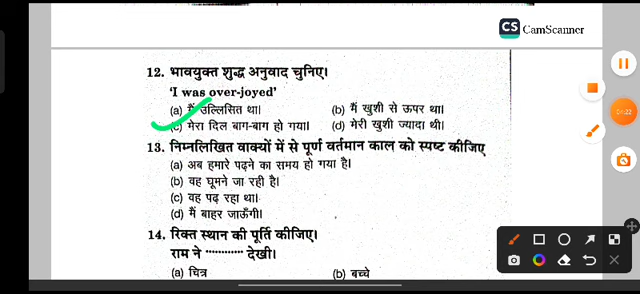 CS CamScanner
12. भावयुक्त शुद्ध अनुवाद चुनिए।
'I was over-joyed'
(a) मैं उल्लिसित था। (b) मैं खुशी से ऊपर था।
(c) मेरा दिल बाग-बाग हो गया। (d) मेरी खुशी ज्यादा थी।
13. निम्नलिखित वाक्यों में से पूर्ण वर्तमान काल को स्पष्ट कीजिए
(a) अब हमारे पढ़ने का समय हो गया है।
(b) वह घूमने जा रही है।
(c) वह पढ़ रहा था।
(d) मैं बाहर जाऊँगी।
14. रिक्त स्थान की पूर्ति कीजिए।
राम ने ............ देखी।
(a) चित्र (b) बच्चे